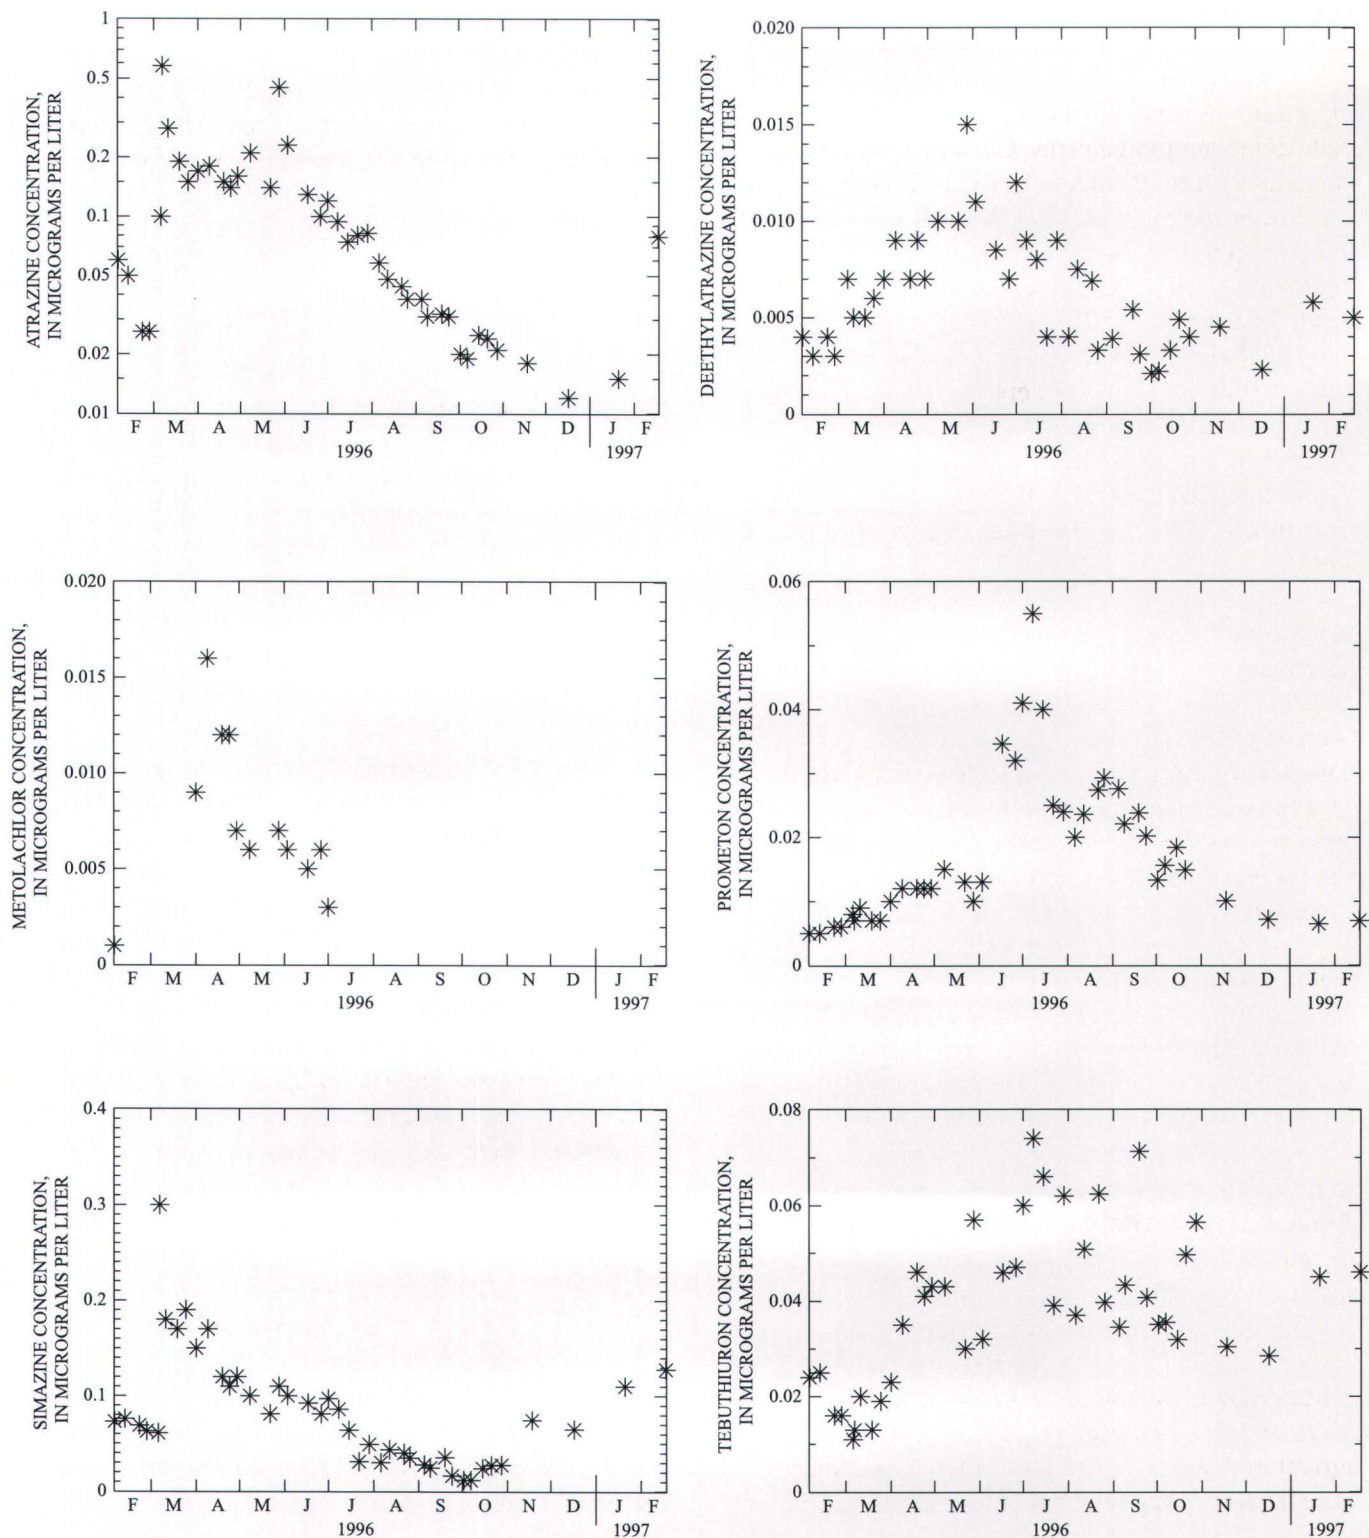 ATRAZINE CONCENTRATION,
IN MICROGRAMS PER LITER
1
0.5
0.2
0.1
0.05
0.02
0.01
F M A M J J A S O N D J F
1996 1997
DEETHYLATRAZINE CONCENTRATION,
IN MICROGRAMS PER LITER
0.020
0.015
0.010
0.005
0
F M A M J J A S O N D J F
1996 1997
METOLACHLOR CONCENTRATION,
IN MICROGRAMS PER LITER
0.020
0.015
0.010
0.005
0
F M A M J J A S O N D J F
1996 1997
PROMETON CONCENTRATION,
IN MICROGRAMS PER LITER
0.06
0.04
0.02
0
F M A M J J A S O N D J F
1996 1997
SIMAZINE CONCENTRATION,
IN MICROGRAMS PER LITER
0.4
0.3
0.2
0.1
0
F M A M J J A S O N D J F
1996 1997
TEBUTHIURON CONCENTRATION,
IN MICROGRAMS PER LITER
0.08
0.06
0.04
0.02
0
F M A M J J A S O N D J F
1996 1997